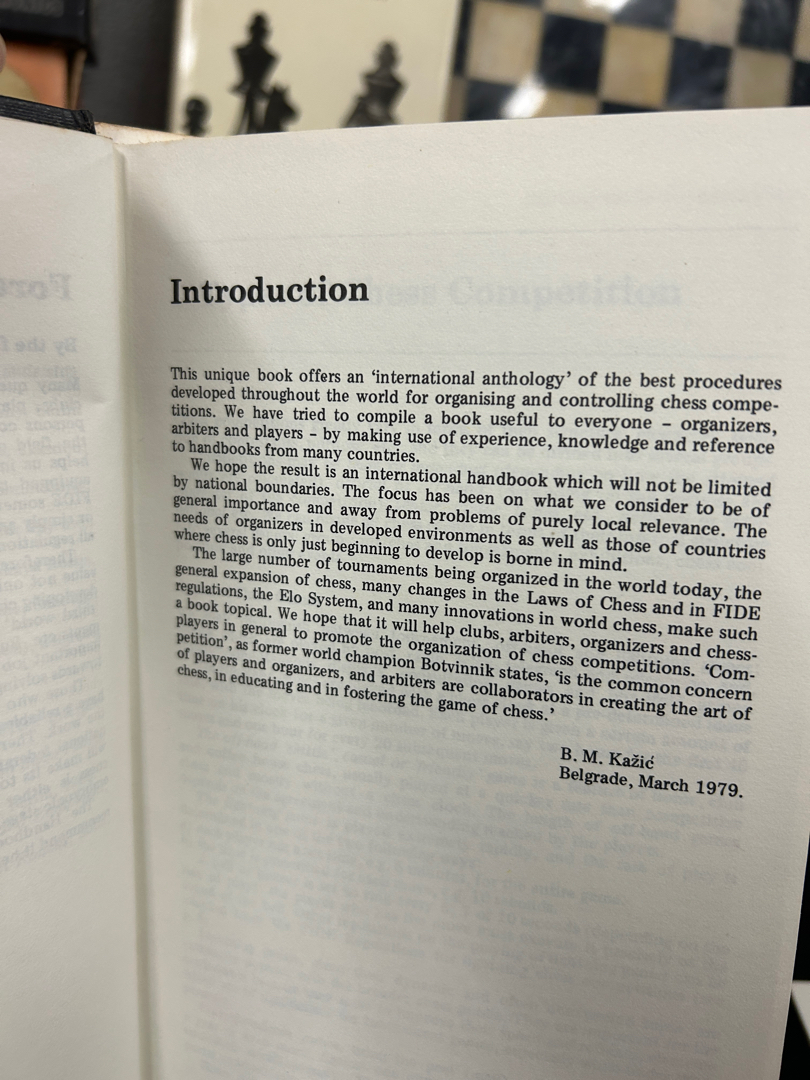 Introduction
This unique book offers an ‘international anthology’ of the best procedures
developed throughout the world for organising and controlling chess compe-
titions. We have tried to compile a book useful to everyone – organizers,
arbiters and players – by making use of experience, knowledge and reference
to handbooks from many countries.
We hope the result is an international handbook which will not be limited
by national boundaries. The focus has been on what we consider to be of
general importance and away from problems of purely local relevance. The
needs of organizers in developed environments as well as those of countries
where chess is only just beginning to develop is borne in mind.
The large number of tournaments being organized in the world today, the
general expansion of chess, many changes in the Laws of Chess and in FIDE
regulations, the Elo System, and many innovations in world chess, make such
a book topical. We hope that it will help clubs, arbiters, organizers and chess-
players in general to promote the organization of chess competitions. ‘Com-
petition’, as former world champion Botvinnik states, ‘is the common concern
of players and organizers, and arbiters are collaborators in creating the art of
chess, in educating and in fostering the game of chess.’
B. M. Kažić
Belgrade, March 1979.